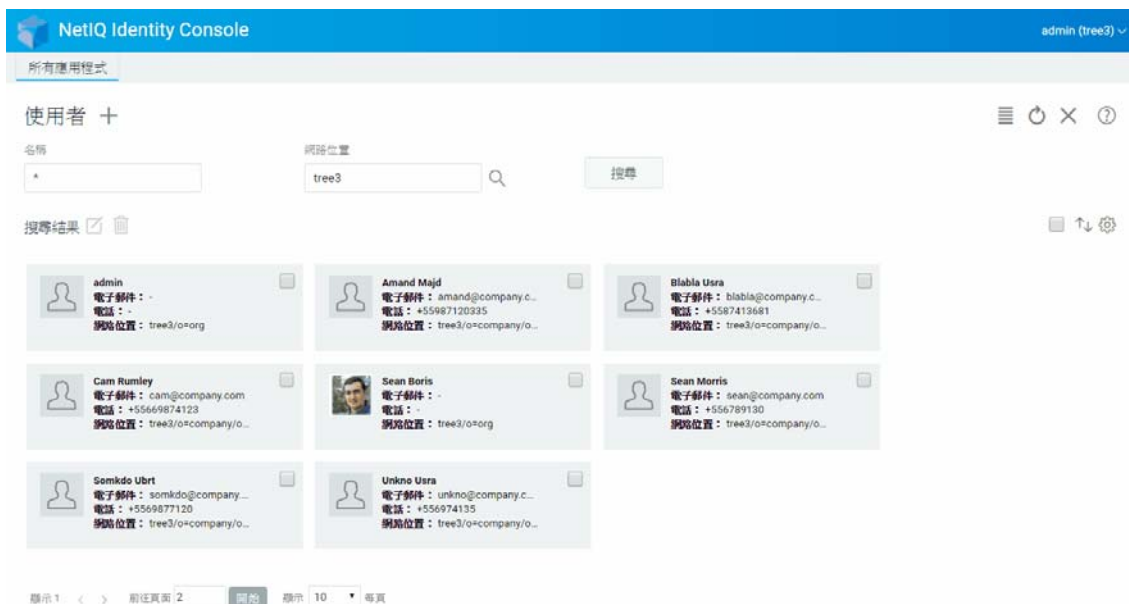 NetIQ Identity Console
admin (tree3)
所有應用程式
使用者
名稱
網路位置
*
tree3
搜尋
搜尋結果
admin
電子郵件： -
電話： -
網路位置： tree3/o=org
Amand Majd
電子郵件： amand@company.c...
電話： +55987120335
網路位置： tree3/o=company/o...
Blabla Usra
電子郵件： blabla@company.c...
電話： +5587413681
網路位置： tree3/o=company/o...
Cam Rumley
電子郵件： cam@company.com
電話： +55669874123
網路位置： tree3/o=company/o...
Sean Boris
電子郵件： -
電話： -
網路位置： tree3/o=org
Sean Morris
電子郵件： sean@company.com
電話： +556789130
網路位置： tree3/o=company/o...
Somkdo Ubrt
電子郵件： somkdo@company....
電話： +5569877120
網路位置： tree3/o=company/o...
Unkno Usra
電子郵件： unkno@company.c...
電話： +556974135
網路位置： tree3/o=company/o...
顯示 1 < > 前往頁面 2 開始 顯示 10 每頁